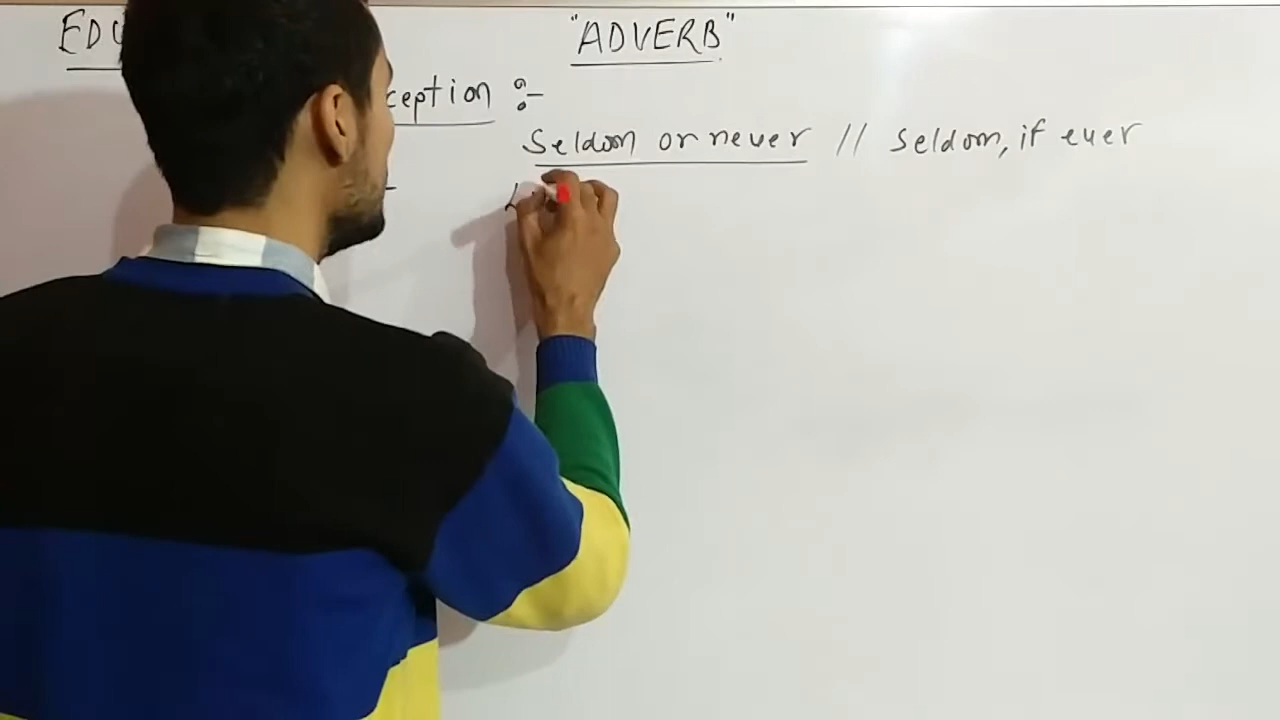 "ADVERB"
ception :-
Seldom or never // Seldom, if ever